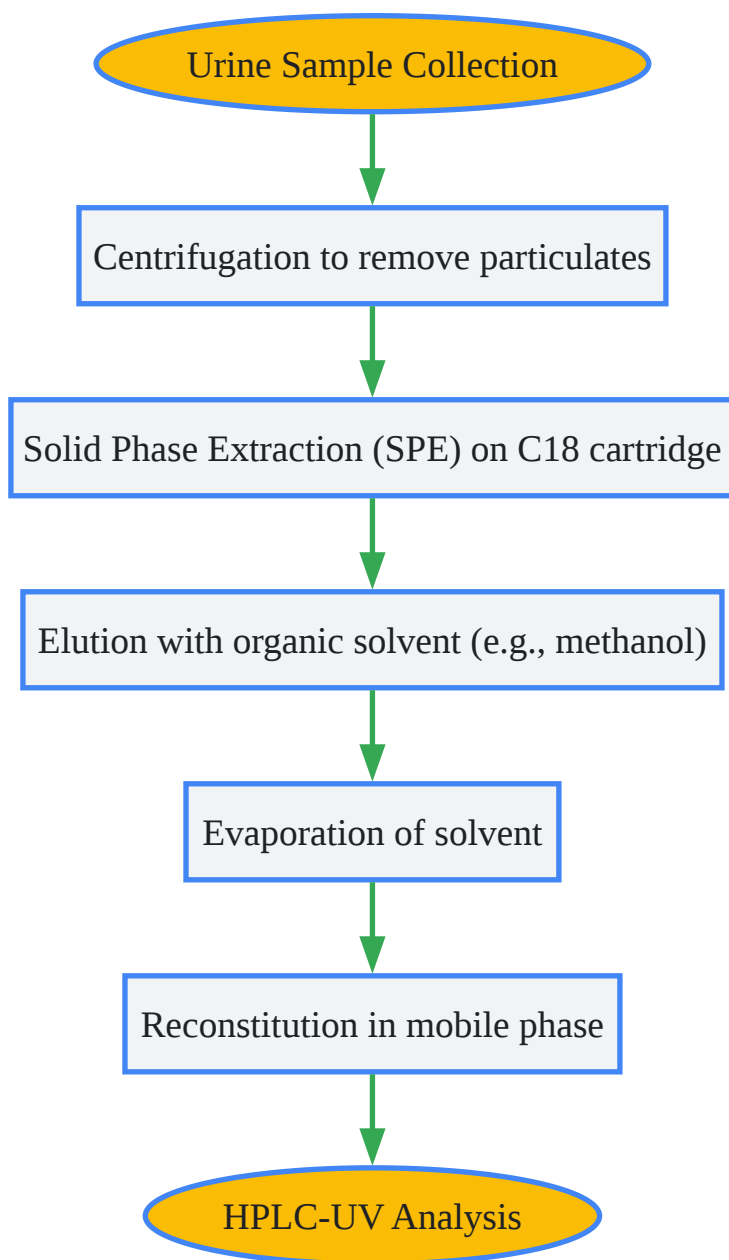 Urine Sample Collection
Centrifugation to remove particulates
Solid Phase Extraction (SPE) on C18 cartridge
Elution with organic solvent (e.g., methanol)
Evaporation of solvent
Reconstitution in mobile phase
HPLC-UV Analysis